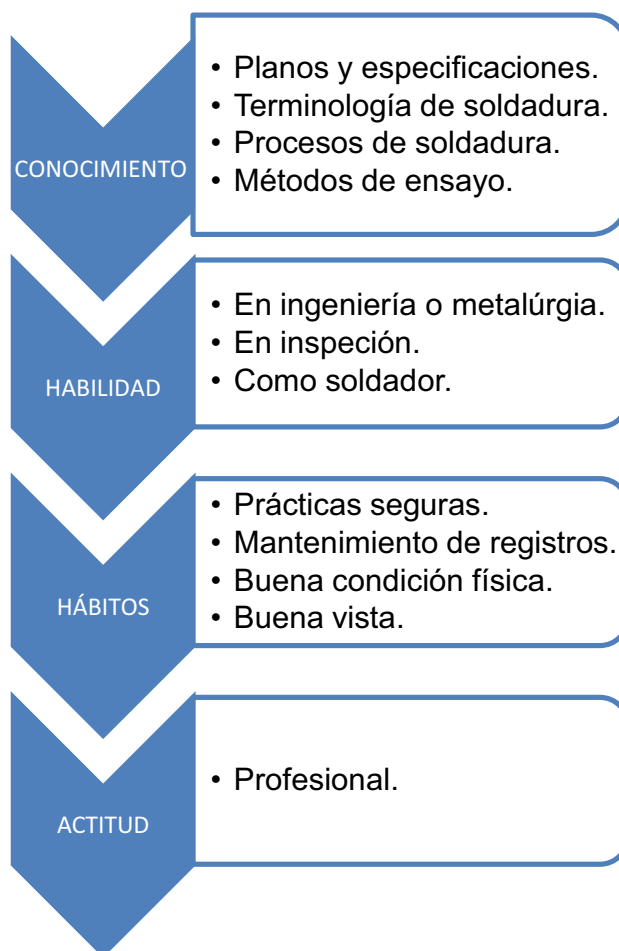 CONOCIMIENTO
• Planos y especificaciones.
• Terminología de soldadura.
• Procesos de soldadura.
• Métodos de ensayo.
HABILIDAD
• En ingeniería o metalúrgia.
• En inspeción.
• Como soldador.
HÁBITOS
• Prácticas seguras.
• Mantenimiento de registros.
• Buena condición física.
• Buena vista.
ACTITUD
• Profesional.